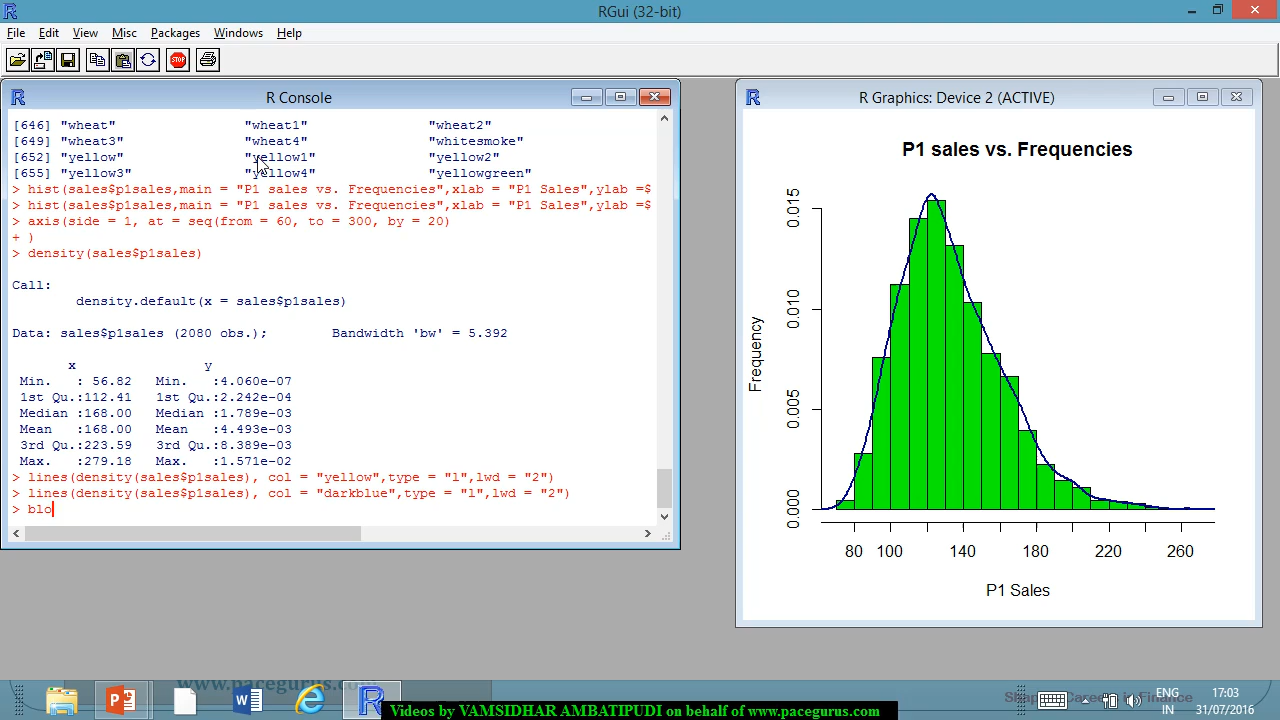 RGui (32-bit)
File Edit View Misc Packages Windows Help
STOP
R Console
[646] "wheat" "wheat1" "wheat2"
[649] "wheat3" "wheat4" "whitesmoke"
[652] "yellow" "yellow1" "yellow2"
[655] "yellow3" "yellow4" "yellowgreen"
> hist(sales$p1sales,main = "P1 sales vs. Frequencies",xlab = "P1 Sales",ylab =$
> hist(sales$p1sales,main = "P1 sales vs. Frequencies",xlab = "P1 Sales",ylab =$
> axis(side = 1, at = seq(from = 60, to = 300, by = 20)
+ )
> density(sales$p1sales)
Call:
density.default(x = sales$p1sales)
Data: sales$p1sales (2080 obs.); Bandwidth 'bw' = 5.392
x y
Min. : 56.82 Min. :4.060e-07
1st Qu.:112.41 1st Qu.:2.242e-04
Median :168.00 Median :1.789e-03
Mean :168.00 Mean :4.493e-03
3rd Qu.:223.59 3rd Qu.:8.389e-03
Max. :279.18 Max. :1.571e-02
> lines(density(sales$p1sales), col = "yellow",type = "l",lwd = "2")
> lines(density(sales$p1sales), col = "darkblue",type = "l",lwd = "2")
> blo
R Graphics: Device 2 (ACTIVE)
P1 sales vs. Frequencies
Frequency
0.015
0.010
0.005
0.000
80 100 140 180 220 260
P1 Sales
www.pacegurus.com
Videos by VAMSIDHAR AMBATIPUDI on behalf of www.pacegurus.com
ENG
IN
17:03
31/07/2016